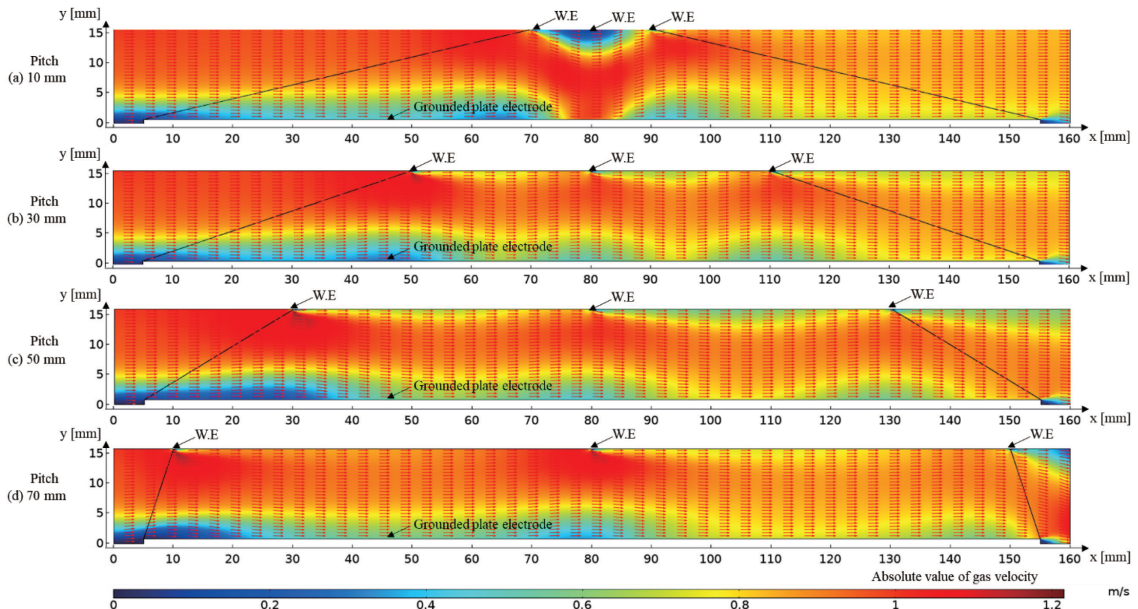 y [mm]
W.E W.E W.E
15
Pitch
10
(a) 10 mm
5
Grounded plate electrode
0
0 10 20 30 40 50 60 70 80 90 100 110 120 130 140 150 160 x [mm]
y [mm]
W.E W.E W.E
15
Pitch
10
(b) 30 mm
5
Grounded plate electrode
0
0 10 20 30 40 50 60 70 80 90 100 110 120 130 140 150 160 x [mm]
y [mm]
W.E W.E W.E
15
Pitch
10
(c) 50 mm
5
Grounded plate electrode
0
0 10 20 30 40 50 60 70 80 90 100 110 120 130 140 150 160 x [mm]
y [mm]
W.E W.E W.E
15
Pitch
10
(d) 70 mm
5
Grounded plate electrode
0
0 10 20 30 40 50 60 70 80 90 100 110 120 130 140 150 160 x [mm]
Absolute value of gas velocity
m/s
0 0.2 0.4 0.6 0.8 1 1.2